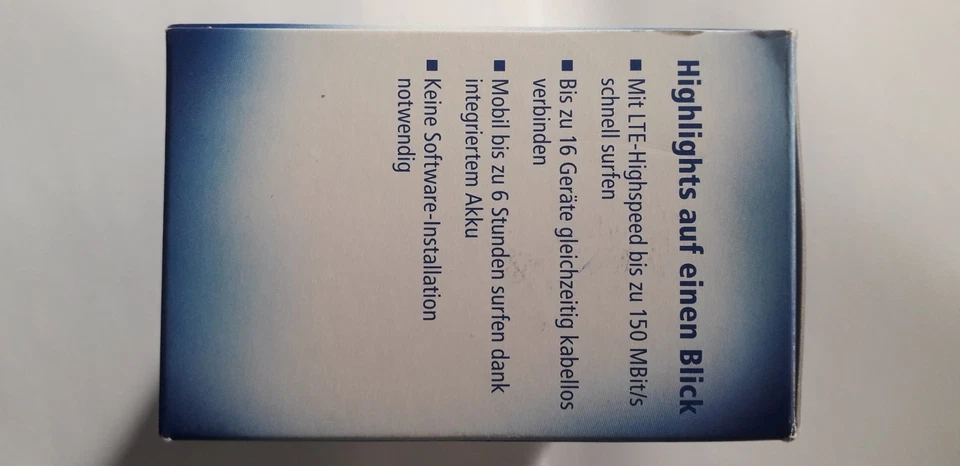 Highlights auf einen Blick
■ Mit LTE-Highspeed bis zu 150 MBit/s
schnell surfen
■ Bis zu 16 Geräte gleichzeitig kabellos
verbinden
■ Mobil bis zu 6 Stunden surfen dank
integriertem Akku
■ Keine Software-Installation
notwendig